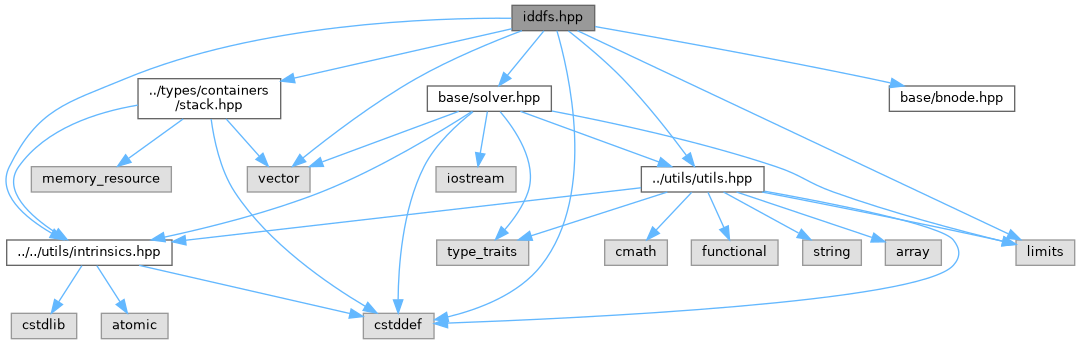 iddfs.hpp
../types/containers
/stack.hpp
base/solver.hpp
base/bnode.hpp
memory_resource
vector
iostream
../utils/utils.hpp
../../utils/intrinsics.hpp
type_traits
cmath
functional
string
array
limits
cstdlib
atomic
cstddef